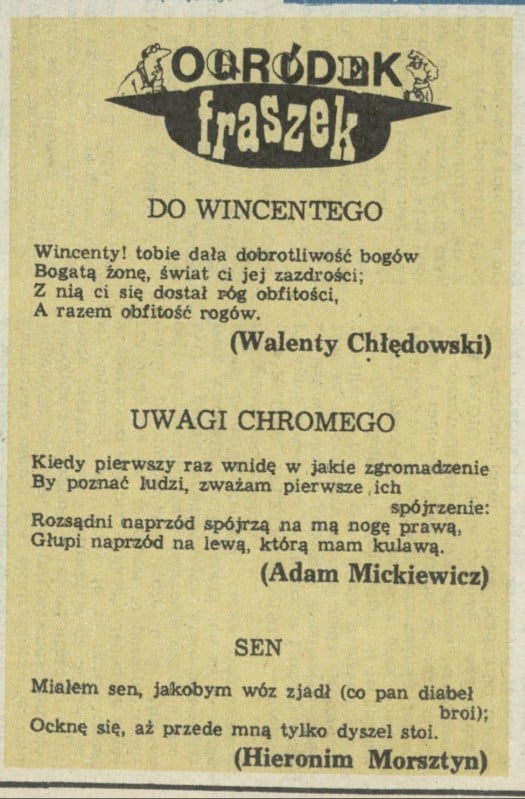 OGRÓDEK
fraszek
DO WINCENTEGO
Wincenty! tobie dała dobrotliwość bogów
Bogatą żonę, świat ci jej zazdrości;
Z nią ci się dostał róg obfitości,
A razem obfitość rogów.
(Walenty Chłędowski)
UWAGI CHROMEGO
Kiedy pierwszy raz wnidę w jakie zgromadzenie
By poznać ludzi, zważam pierwsze ich
spójrzenie:
Rozsądni naprzód spójrzą na mą nogę prawą,
Głupi naprzód na lewą, którą mam kulawą.
(Adam Mickiewicz)
SEN
Miałem sen, jakobym wóz zjadł (co pan diabeł
broi);
Ocknę się, aż przede mną tylko dyszel stoi.
(Hieronim Morsztyn)